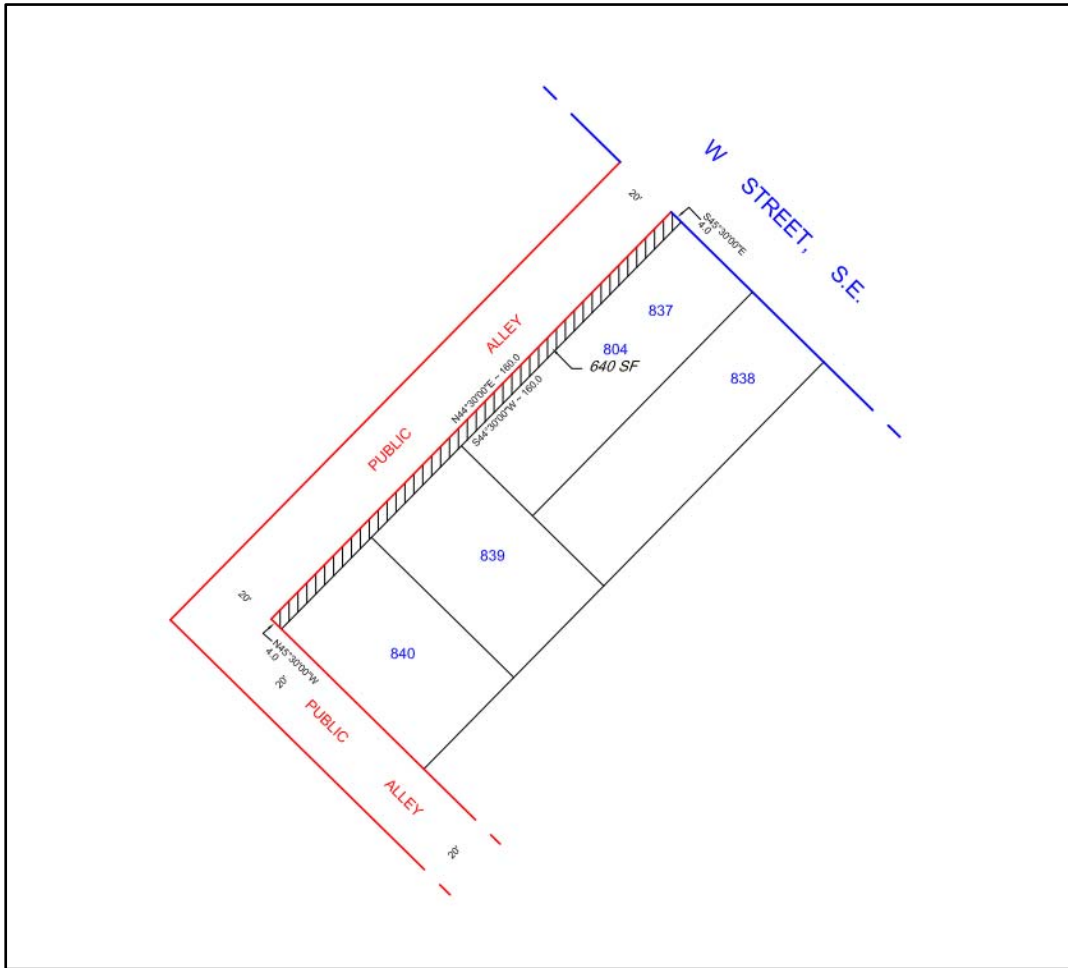 W STREET, S.E.
20'
S45°30'00"E
4.0
837
ALLEY
804
640 SF
838
N44°30'00"E ~ 160.0
S44°30'00"W ~ 160.0
PUBLIC
839
20'
840
N45°30'00"W
4.0
20'
PUBLIC
ALLEY
20'